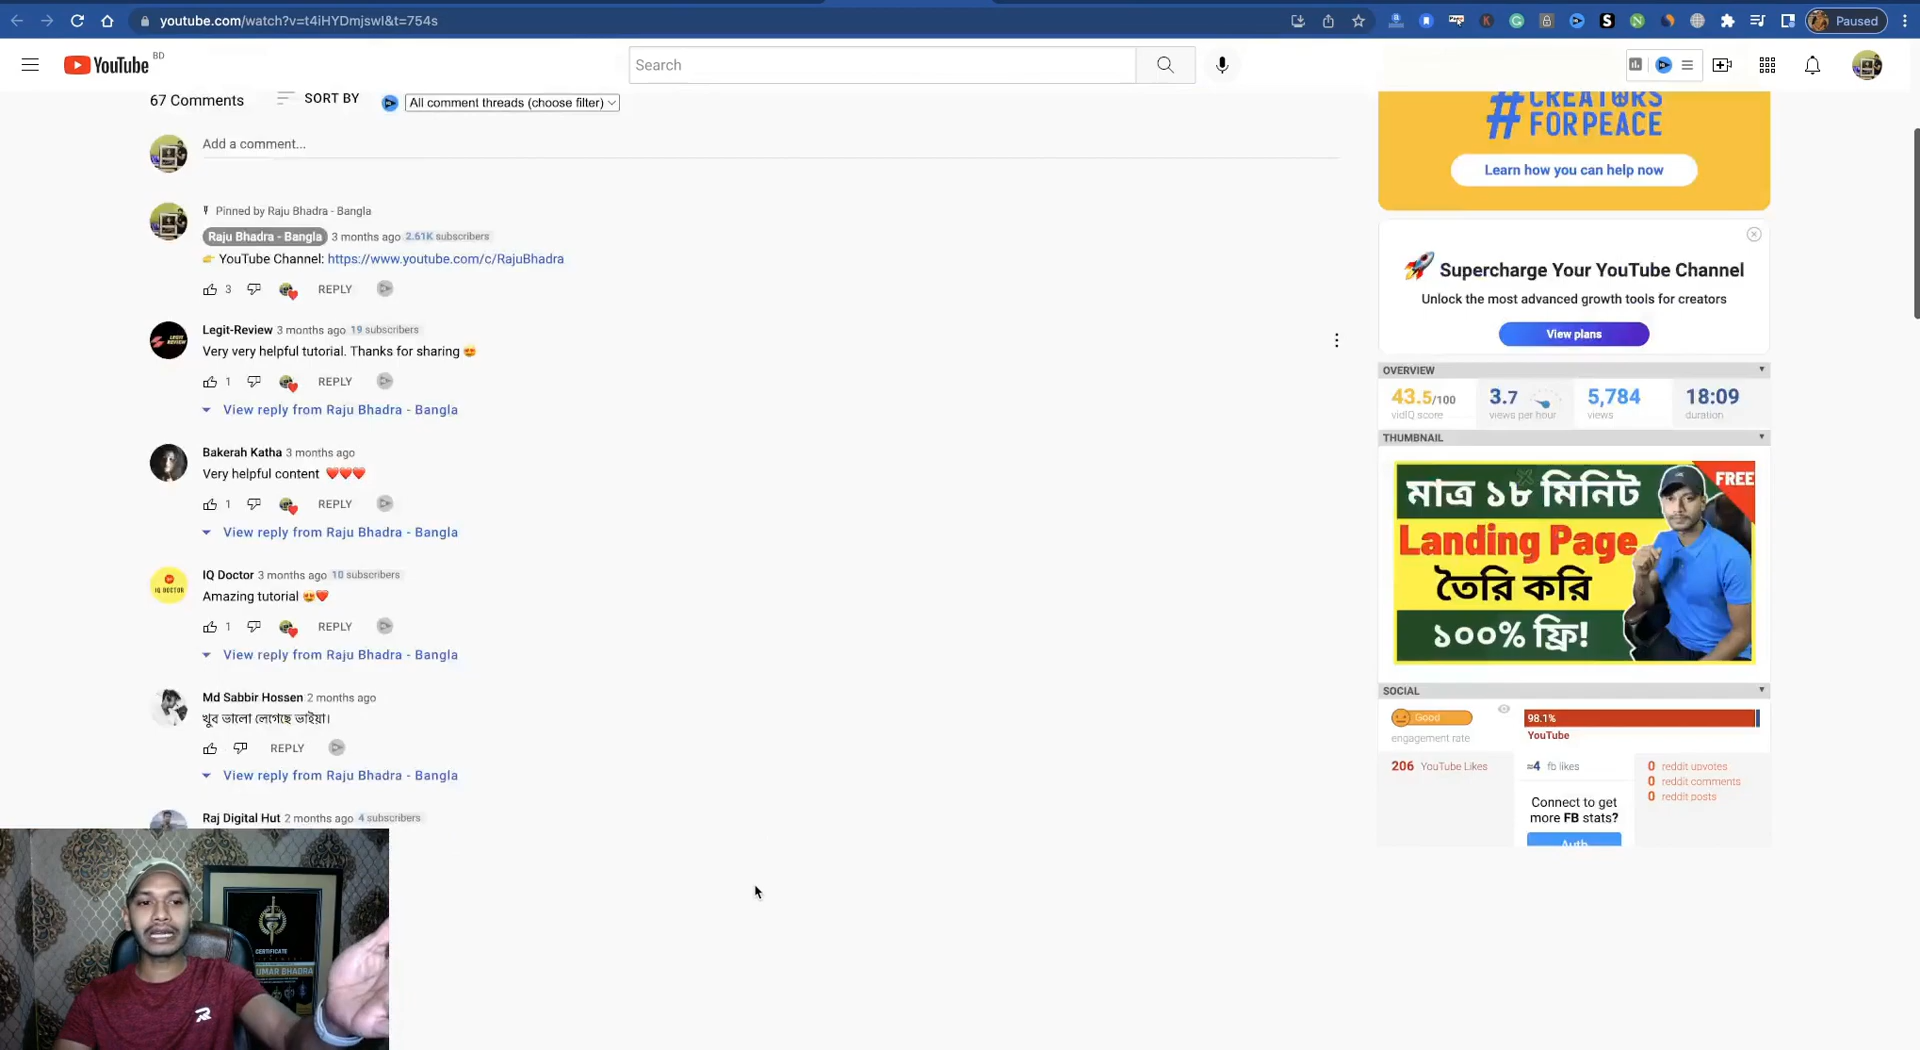 youtube.com/watch?v=t4iHYDmjswI&t=754s
Paused
YouTube BD
Search
67 Comments
SORT BY
All comment threads (choose filter)
Add a comment...
Pinned by Raju Bhadra - Bangla
Raju Bhadra - Bangla 3 months ago 2.61K subscribers
👉 YouTube Channel: https://www.youtube.com/c/RajuBhadra
3 REPLY
Legit-Review 3 months ago 19 subscribers
Very very helpful tutorial. Thanks for sharing 😍
1 REPLY
View reply from Raju Bhadra - Bangla
Bakerah Katha 3 months ago
Very helpful content ❤️❤️❤️
1 REPLY
View reply from Raju Bhadra - Bangla
IQ Doctor 3 months ago 10 subscribers
Amazing tutorial 😍❤️
1 REPLY
View reply from Raju Bhadra - Bangla
Md Sabbir Hossen 2 months ago
খুব ভালো লেগেছে ভাইয়া।
REPLY
View reply from Raju Bhadra - Bangla
Raj Digital Hut 2 months ago 4 subscribers
#CREATORS
FORPEACE
Learn how you can help now
🚀 Supercharge Your YouTube Channel
Unlock the most advanced growth tools for creators
View plans
OVERVIEW
43.5/100 3.7 5,784 18:09
vidIQ score views per hour views duration
THUMBNAIL
FREE
মাত্র ১৮ মিনিট
Landing Page
তৈরি করি
১০০% ফ্রি!
SOCIAL
Good 98.1%
engagement rate YouTube
206 YouTube Likes
≈4 fb likes
Connect to get
more FB stats?
Auth
0 reddit upvotes
0 reddit comments
0 reddit posts
IQ DOCTOR
LEGIT
REVIEW
CERTIFICATE
UMAR BHADRA